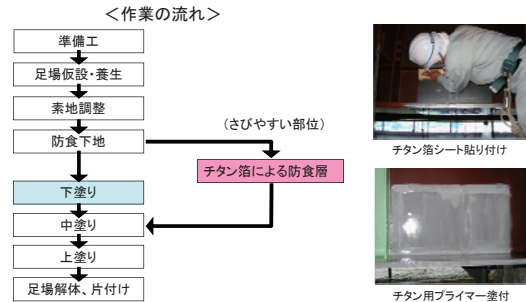 ＜作業の流れ＞
準備工
足場仮設・養生
素地調整
防食下地
（さびやすい部位）
チタン箔による防食層
下塗り
中塗り
上塗り
足場解体、片付け
チタン箔シート貼り付け
チタン用プライマー塗付